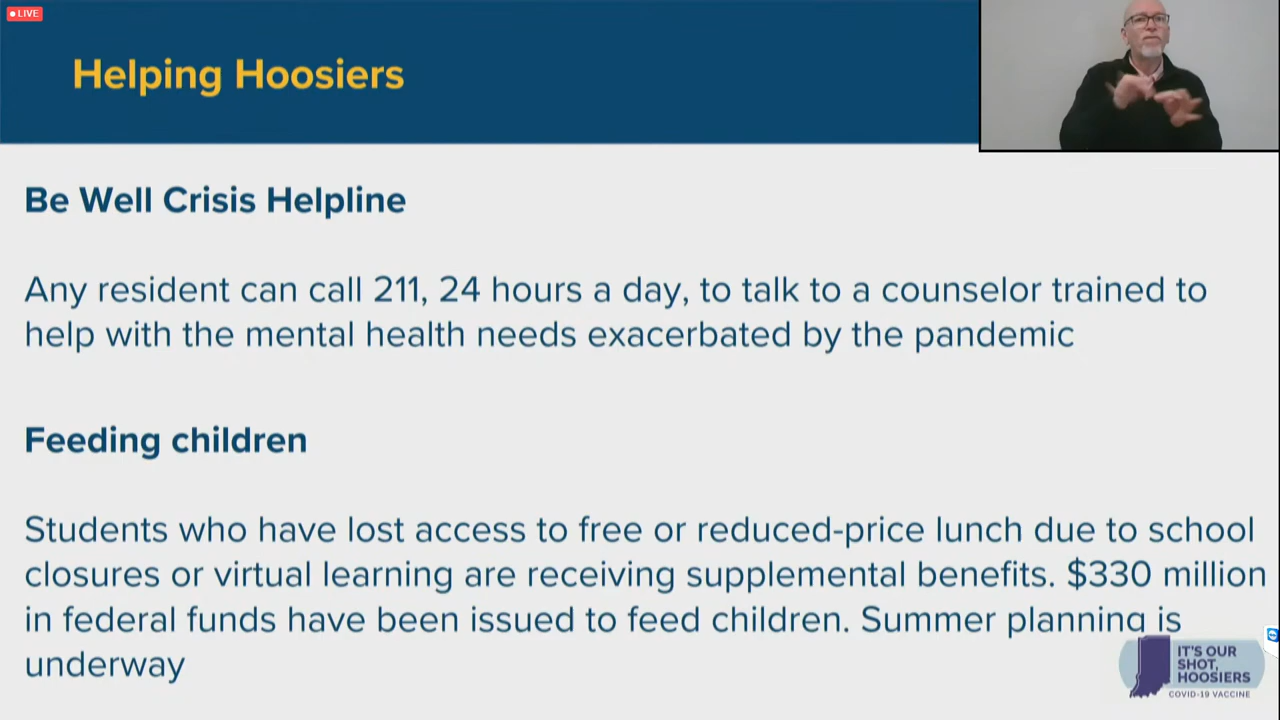 LIVE
Helping Hoosiers
Be Well Crisis Helpline
Any resident can call 211, 24 hours a day, to talk to a counselor trained to
help with the mental health needs exacerbated by the pandemic
Feeding children
Students who have lost access to free or reduced-price lunch due to school
closures or virtual learning are receiving supplemental benefits. $330 million
in federal funds have been issued to feed children. Summer planning is
underway
IT'S OUR
SHOT,
HOOSIERS
COVID-19 VACCINE